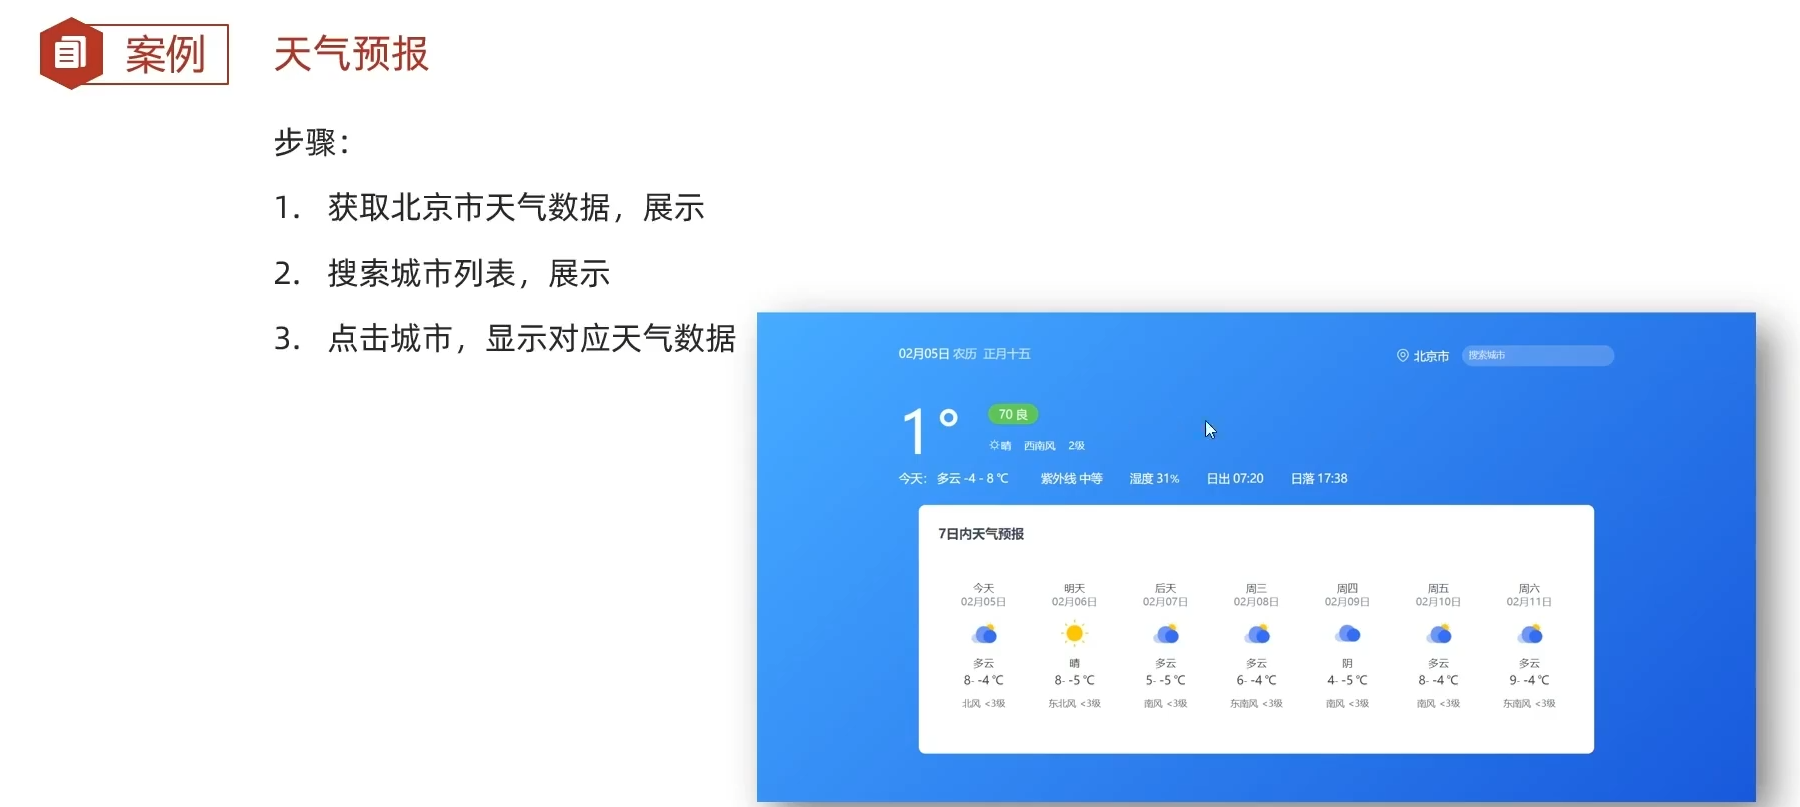 案例
天气预报
步骤：
1. 获取北京市天气数据，展示
2. 搜索城市列表，展示
3. 点击城市，显示对应天气数据
02月05日 农历 正月十五
北京市 搜索城市
1°
70 良
晴 西南风 2级
今天： 多云 -4 - 8 ℃ 紫外线 中等 湿度 31% 日出 07:20 日落 17:38
7日内天气预报
今天 明天 后天 周三 周四 周五 周六
02月05日 02月06日 02月07日 02月08日 02月09日 02月10日 02月11日
多云 晴 多云 多云 阴 多云 多云
8- -4 ℃ 8- -5 ℃ 5- -5 ℃ 6- -4 ℃ 4- -5 ℃ 8- -4 ℃ 9- -4 ℃
北风 <3级 东北风 <3级 南风 <3级 东南风 <3级 南风 <3级 南风 <3级 东南风 <3级